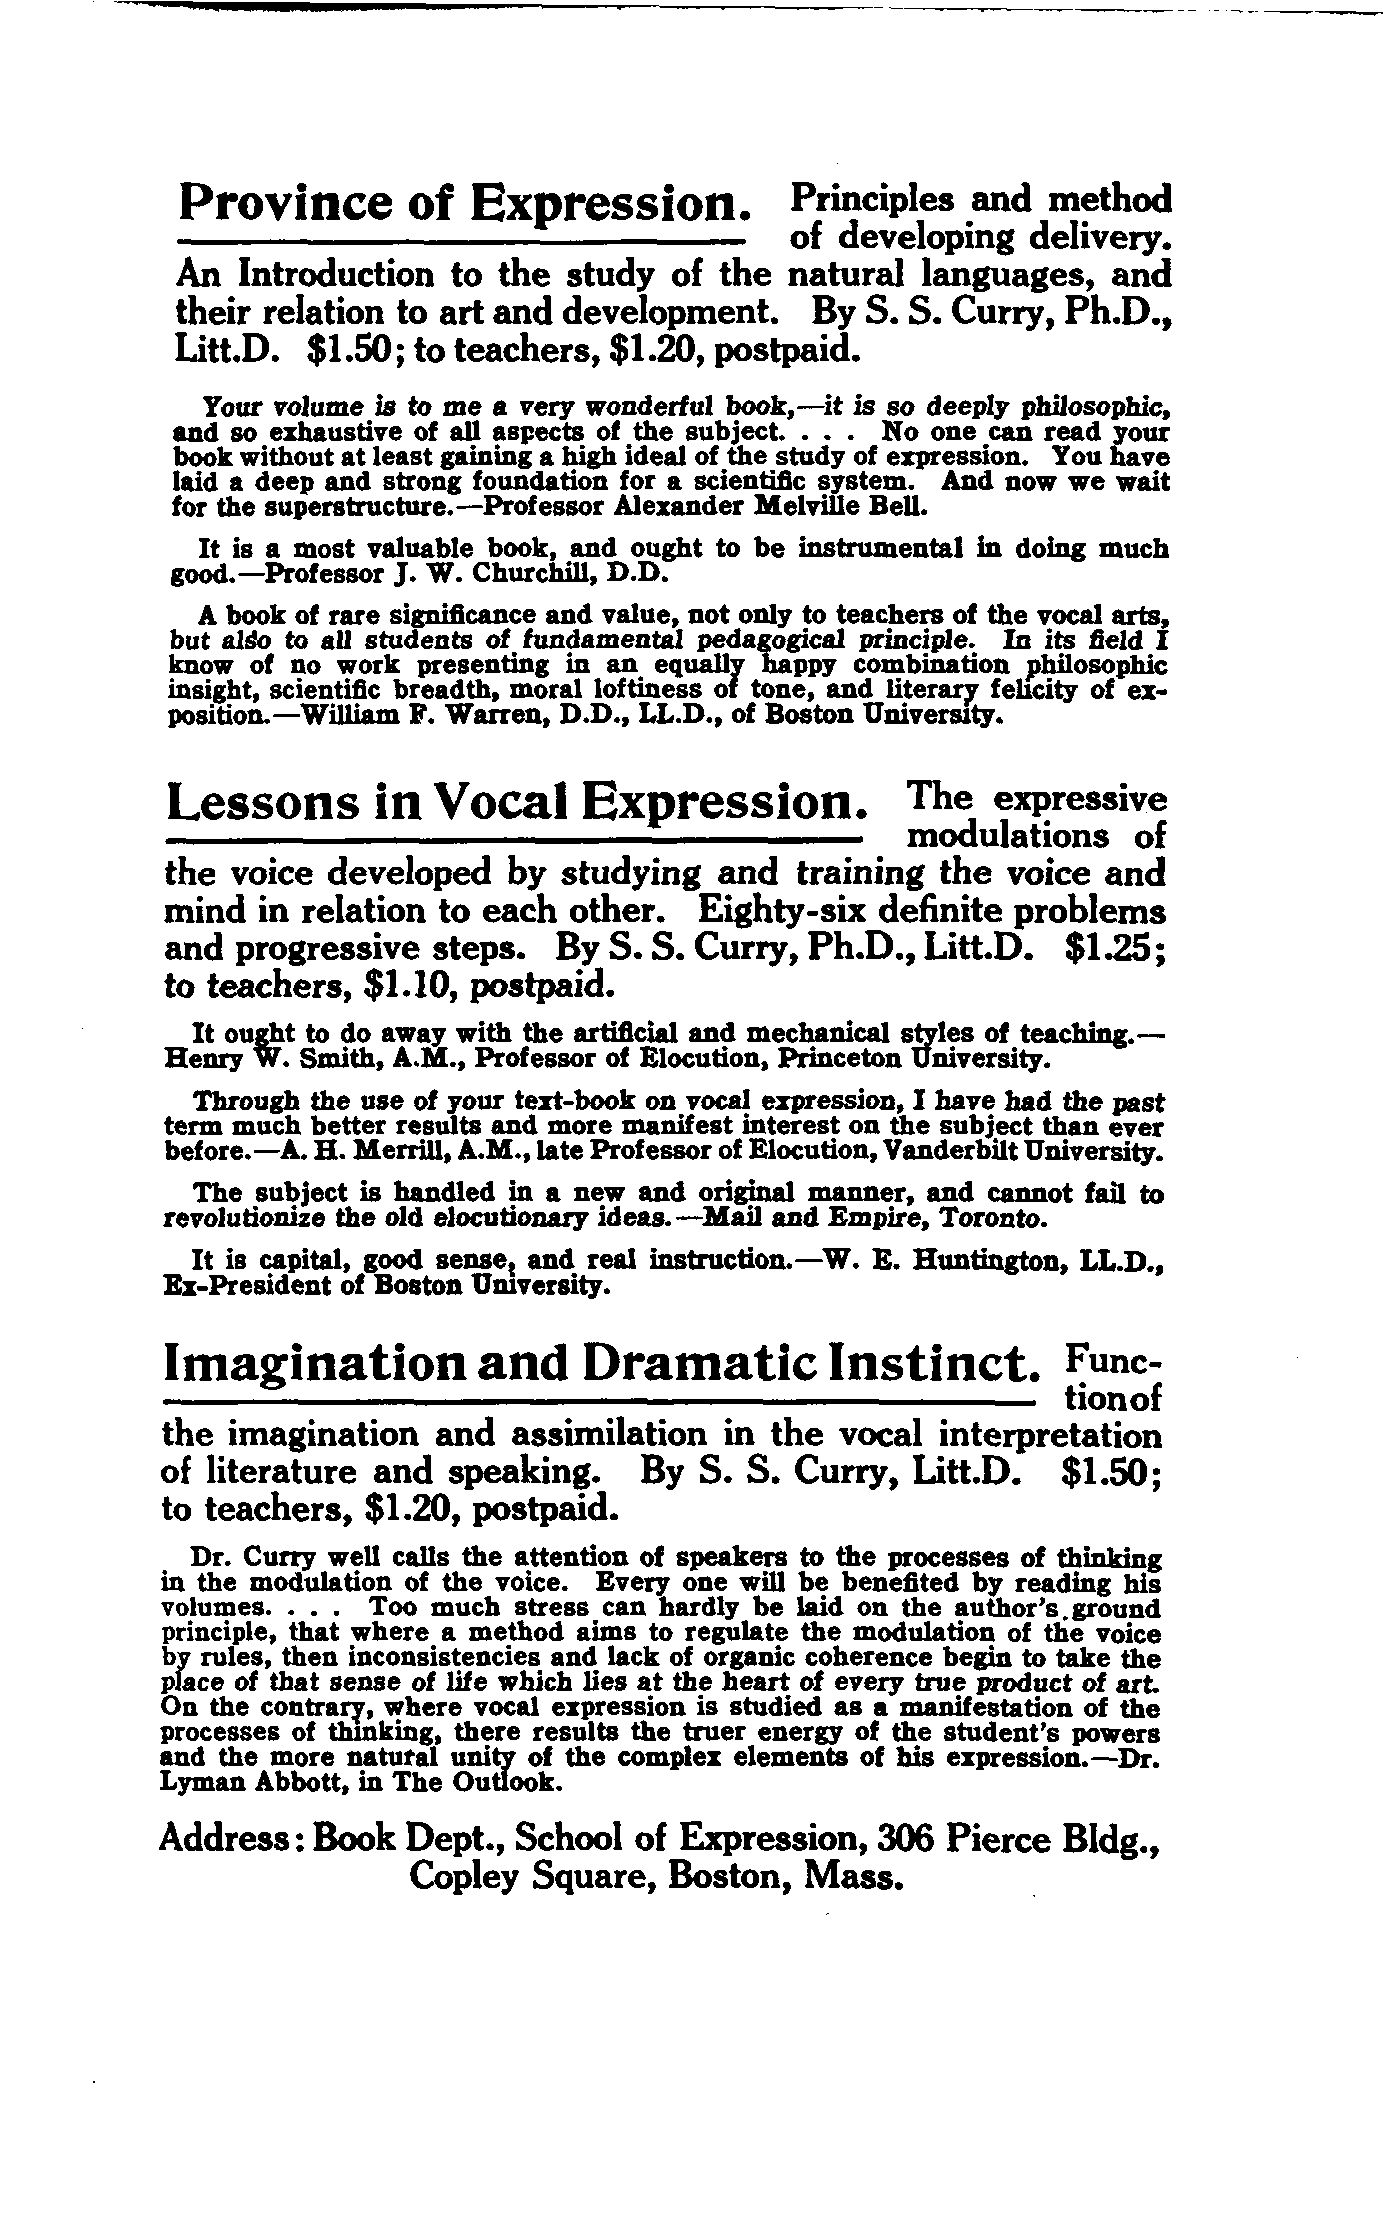 Province of Expression. Principles and method
of developing delivery.
An Introduction to the study of the natural languages, and
their relation to art and development. By S. S. Curry, Ph.D.,
Litt.D. $1.50; to teachers, $1.20, postpaid.
Your volume is to me a very wonderful book,—it is so deeply philosophic,
and so exhaustive of all aspects of the subject. . . . No one can read your
book without at least gaining a high ideal of the study of expression. You have
laid a deep and strong foundation for a scientific system. And now we wait
for the superstructure.—Professor Alexander Melville Bell.
It is a most valuable book, and ought to be instrumental in doing much
good.—Professor J. W. Churchill, D.D.
A book of rare significance and value, not only to teachers of the vocal arts,
but also to all students of fundamental pedagogical principle. In its field I
know of no work presenting in an equally happy combination philosophic
insight, scientific breadth, moral loftiness of tone, and literary felicity of ex-
position.—William F. Warren, D.D., LL.D., of Boston University.
Lessons in Vocal Expression. The expressive
modulations of
the voice developed by studying and training the voice and
mind in relation to each other. Eighty-six definite problems
and progressive steps. By S. S. Curry, Ph.D., Litt.D. $1.25;
to teachers, $1.10, postpaid.
It ought to do away with the artificial and mechanical styles of teaching.—
Henry W. Smith, A.M., Professor of Elocution, Princeton University.
Through the use of your text-book on vocal expression, I have had the past
term much better results and more manifest interest on the subject than ever
before.—A. H. Merrill, A.M., late Professor of Elocution, Vanderbilt University.
The subject is handled in a new and original manner, and cannot fail to
revolutionize the old elocutionary ideas.—Mail and Empire, Toronto.
It is capital, good sense, and real instruction.—W. E. Huntington, LL.D.,
Ex-President of Boston University.
Imagination and Dramatic Instinct. Func-
tion of
the imagination and assimilation in the vocal interpretation
of literature and speaking. By S. S. Curry, Litt.D. $1.50;
to teachers, $1.20, postpaid.
Dr. Curry well calls the attention of speakers to the processes of thinking
in the modulation of the voice. Every one will be benefited by reading his
volumes. . . . Too much stress can hardly be laid on the author's ground
principle, that where a method aims to regulate the modulation of the voice
by rules, then inconsistencies and lack of organic coherence begin to take the
place of that sense of life which lies at the heart of every true product of art.
On the contrary, where vocal expression is studied as a manifestation of the
processes of thinking, there results the truer energy of the student's powers
and the more natural unity of the complex elements of his expression.—Dr.
Lyman Abbott, in The Outlook.
Address: Book Dept., School of Expression, 306 Pierce Bldg.,
Copley Square, Boston, Mass.